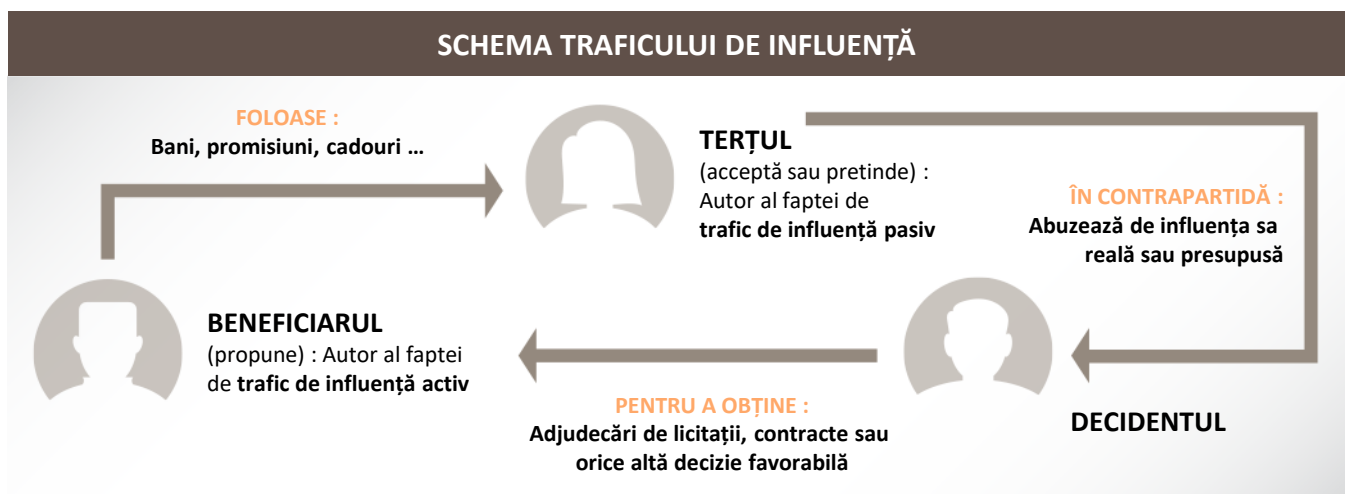 SCHEMA TRAFICULUI DE INFLUENȚĂ
FOLOASE :
Bani, promisiuni, cadouri ...
TERȚUL
(acceptă sau pretinde) :
Autor al faptei de
trafic de influență pasiv
ÎN CONTRAPARTIDĂ :
Abuzează de influența sa
reală sau presupusă
BENEFICIARUL
(propune) : Autor al faptei
de trafic de influență activ
PENTRU A OBȚINE :
Adjudecări de licitații, contracte sau
orice altă decizie favorabilă
DECIDENTUL